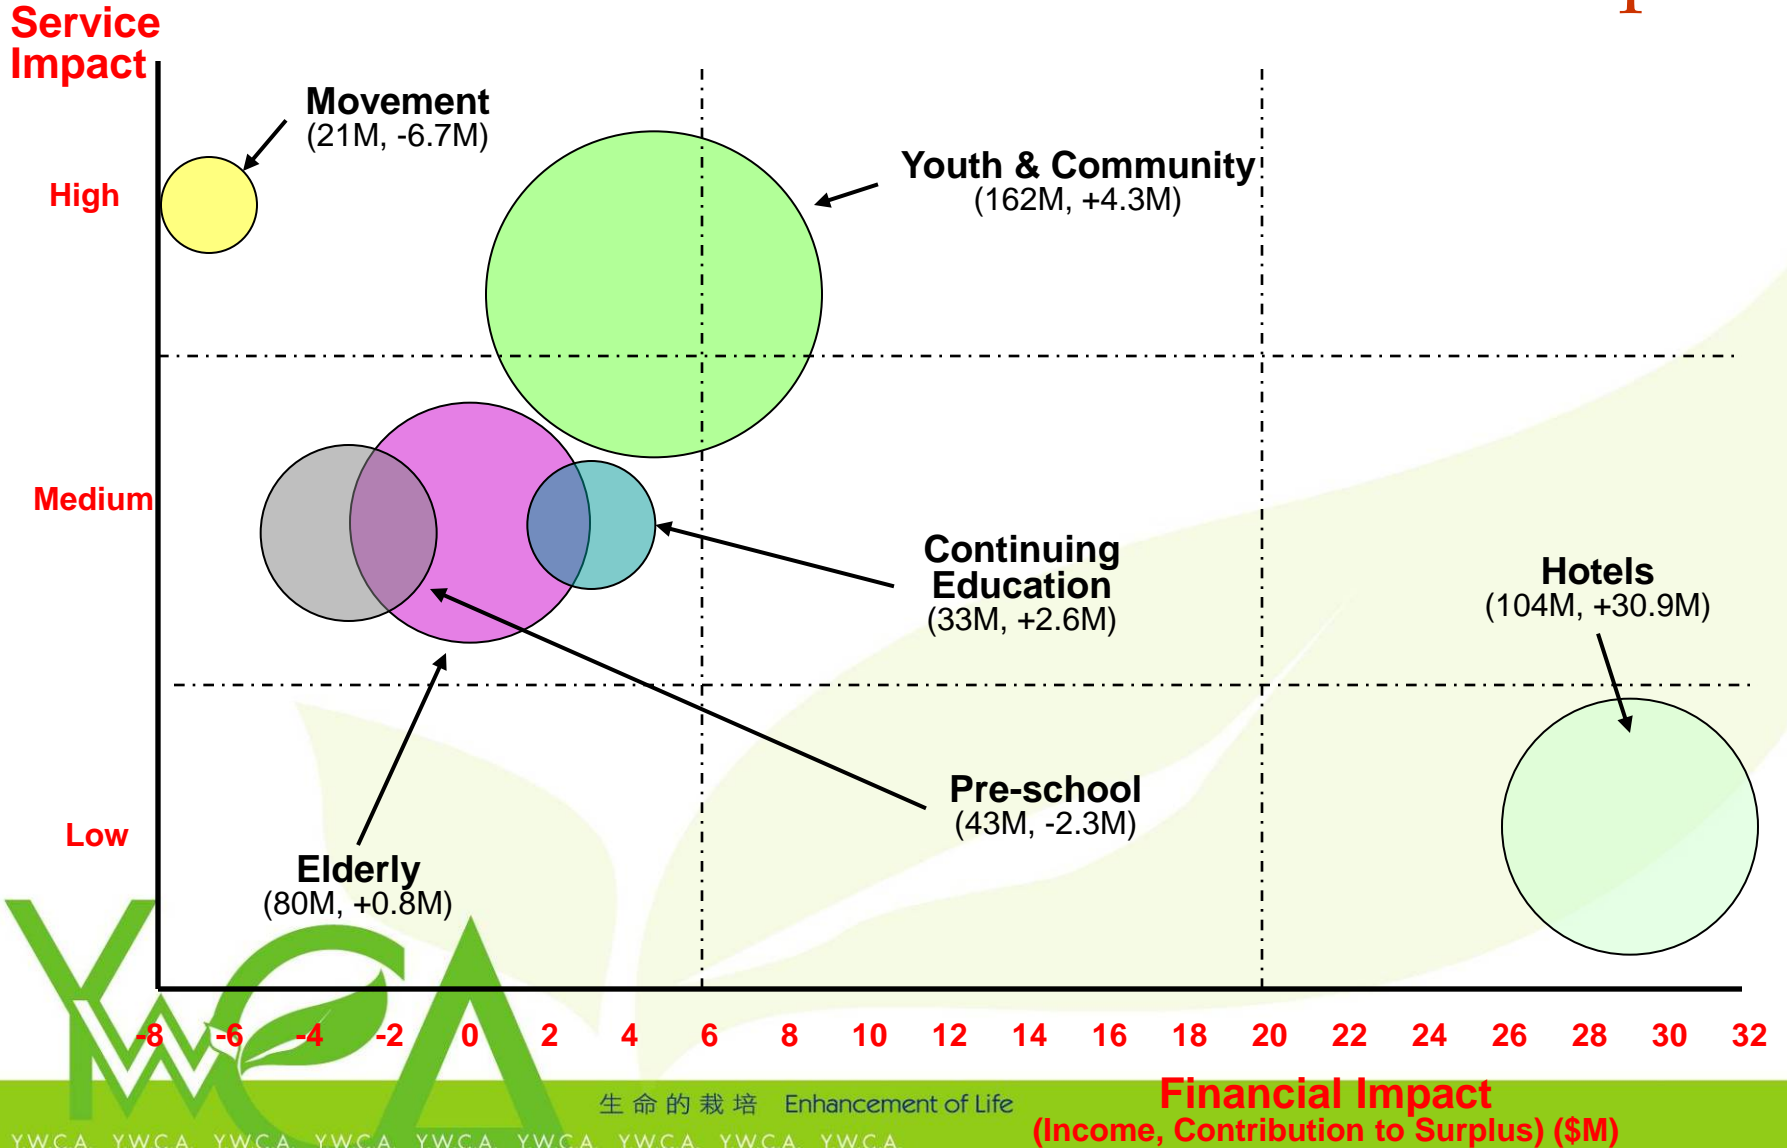 Service
Impact
Movement
(21M, -6.7M)
Youth & Community
(162M, +4.3M)
High
Medium
Continuing
Education
(33M, +2.6M)
Hotels
(104M, +30.9M)
Pre-school
(43M, -2.3M)
Low
Elderly
(80M, +0.8M)
YWCA
-8 -6 -4 -2 0 2 4 6 8 10 12 14 16 18 20 22 24 26 28 30 32
Financial Impact
(Income, Contribution to Surplus) ($M)
生命的栽培 Enhancement of Life
YWCA YWCA YWCA YWCA YWCA YWCA YWCA YWCA YWCA